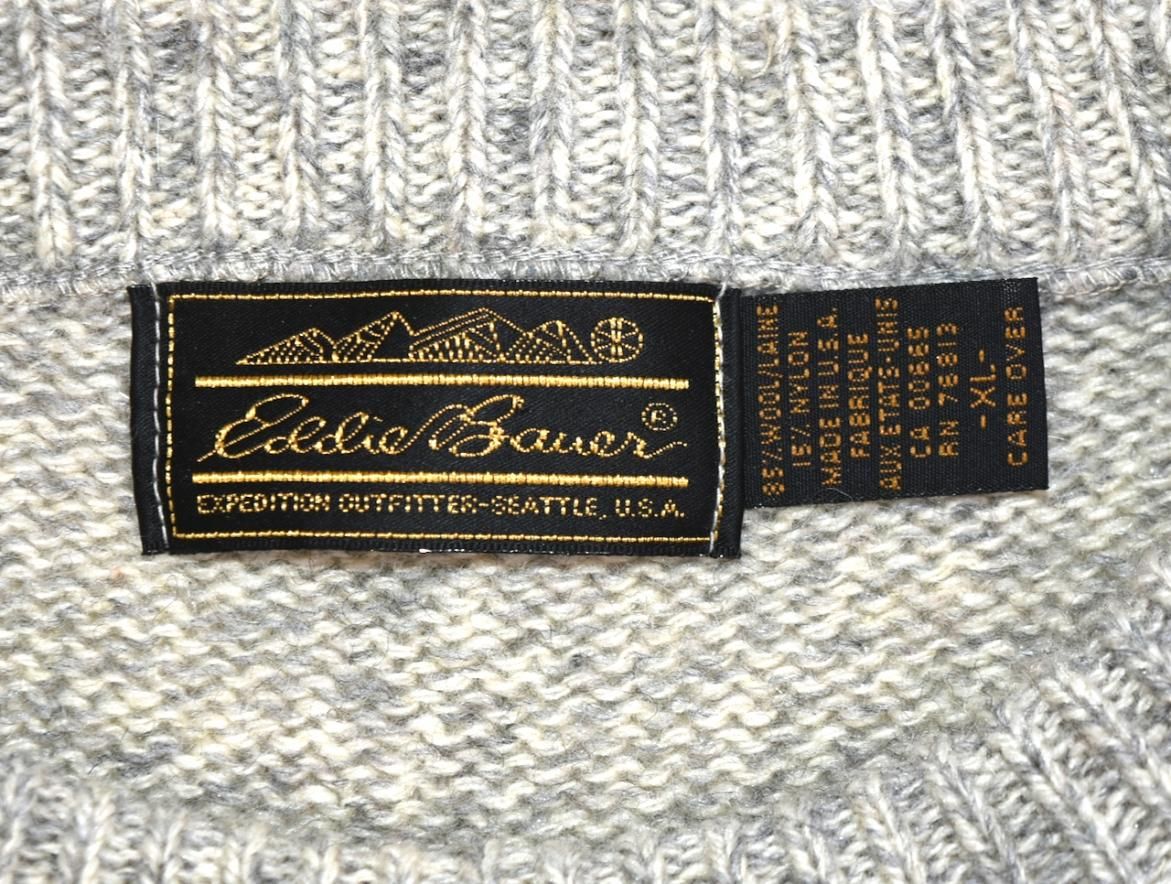 Eddie Bauer®
EXPEDITION OUTFITTER-SEATTLE, U.S.A.
85% WOOL/LAINE
15% NYLON
MADE IN U.S.A.
FABRIQUE
AUX ETATS-UNIS
CA 00665
RN 76813
-XL-
CARE OVER